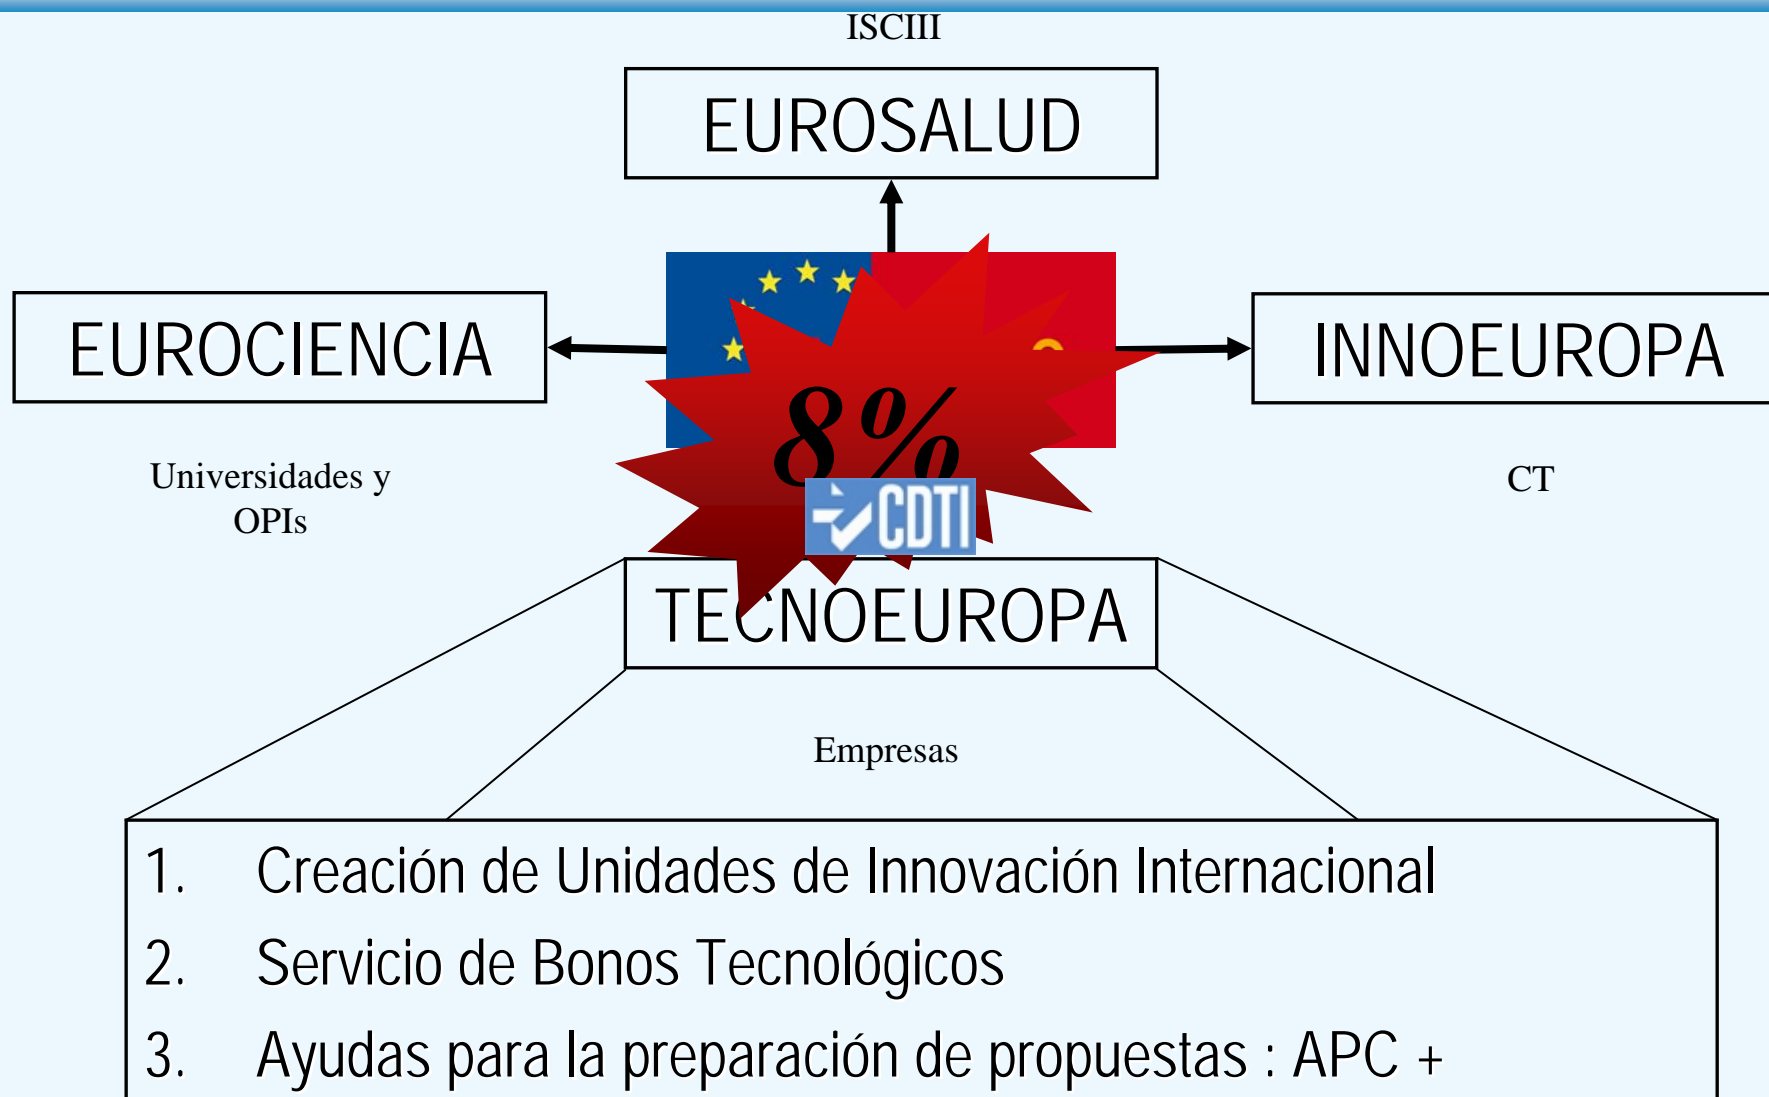 ISCIII
EUROSALUD
EUROCIENCIA
INNOEUROPA
8%
Universidades y
OPIs
CT
CDTI
TECNOEUROPA
Empresas
1. Creación de Unidades de Innovación Internacional
2. Servicio de Bonos Tecnológicos
3. Ayudas para la preparación de propuestas : APC +